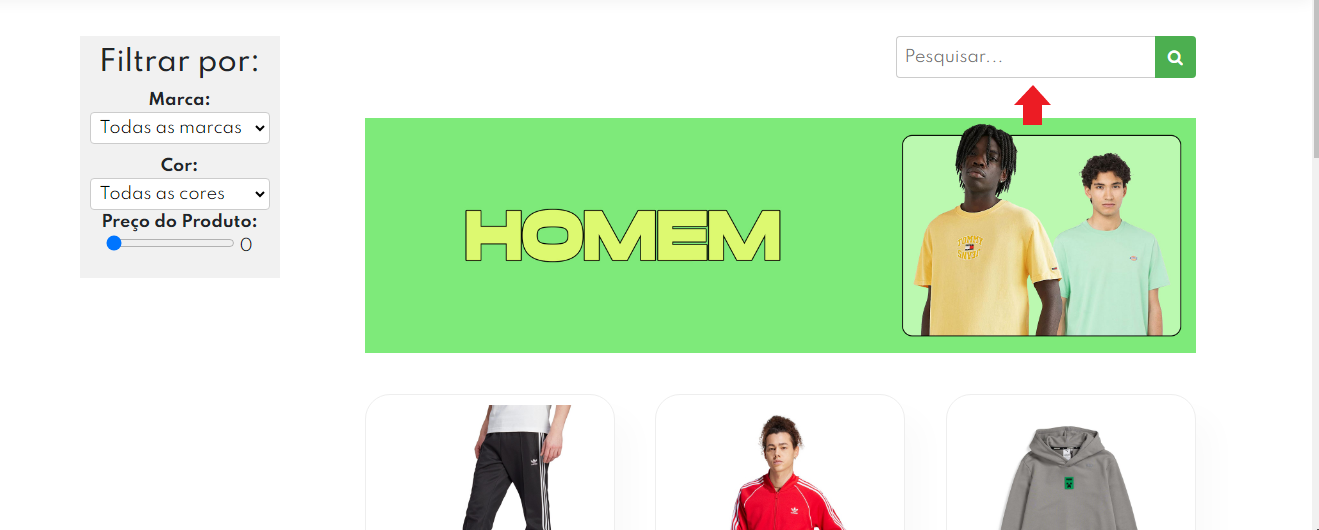 Filtrar por:
Marca:
Todas as marcas
Cor:
Todas as cores
Preço do Produto:
0
Pesquisar...
HOMEM